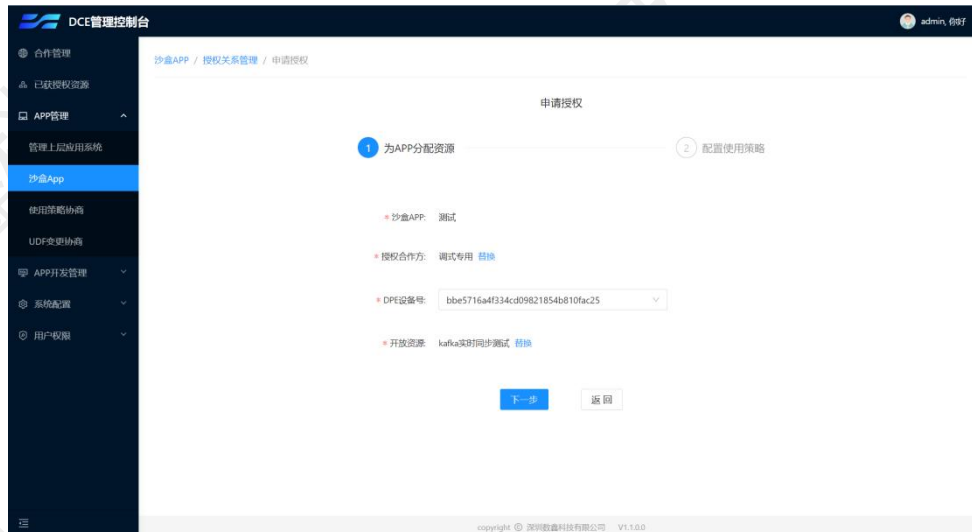 DCE管理控制台
admin, 你好
合作管理
已获授权资源
APP管理
管理上层应用系统
沙盒App
使用策略协商
UDF变更协商
APP开发管理
系统配置
用户权限
沙盒APP / 授权关系管理 / 申请授权
申请授权
1 为APP分配资源
2 配置使用策略
* 沙盒APP: 测试
* 授权合作方: 调式专用 替换
* DPE设备号: bbe5716a4f334cd09821854b810fac25
* 开放资源: kafka实时同步测试 替换
下一步
返 回
copyright © 深圳数鑫科技有限公司 V1.1.0.0